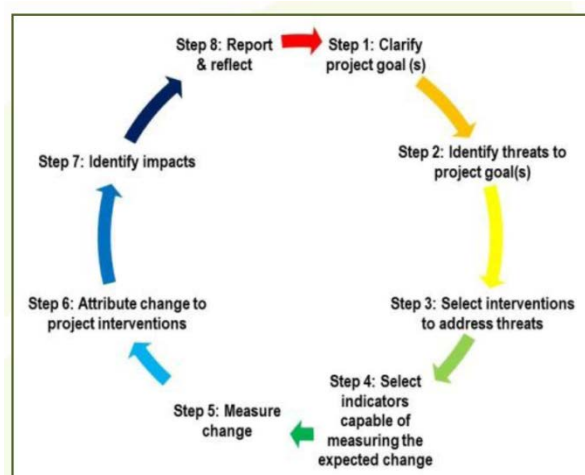 Step 1: Clarify
project goal (s)
Step 2: Identify threats to
project goal(s)
Step 3: Select interventions
to address threats
Step 4: Select
indicators
capable of
measuring the
expected change
Step 5: Measure
change
Step 6: Attribute change to
project interventions
Step 7: Identify impacts
Step 8: Report
& reflect